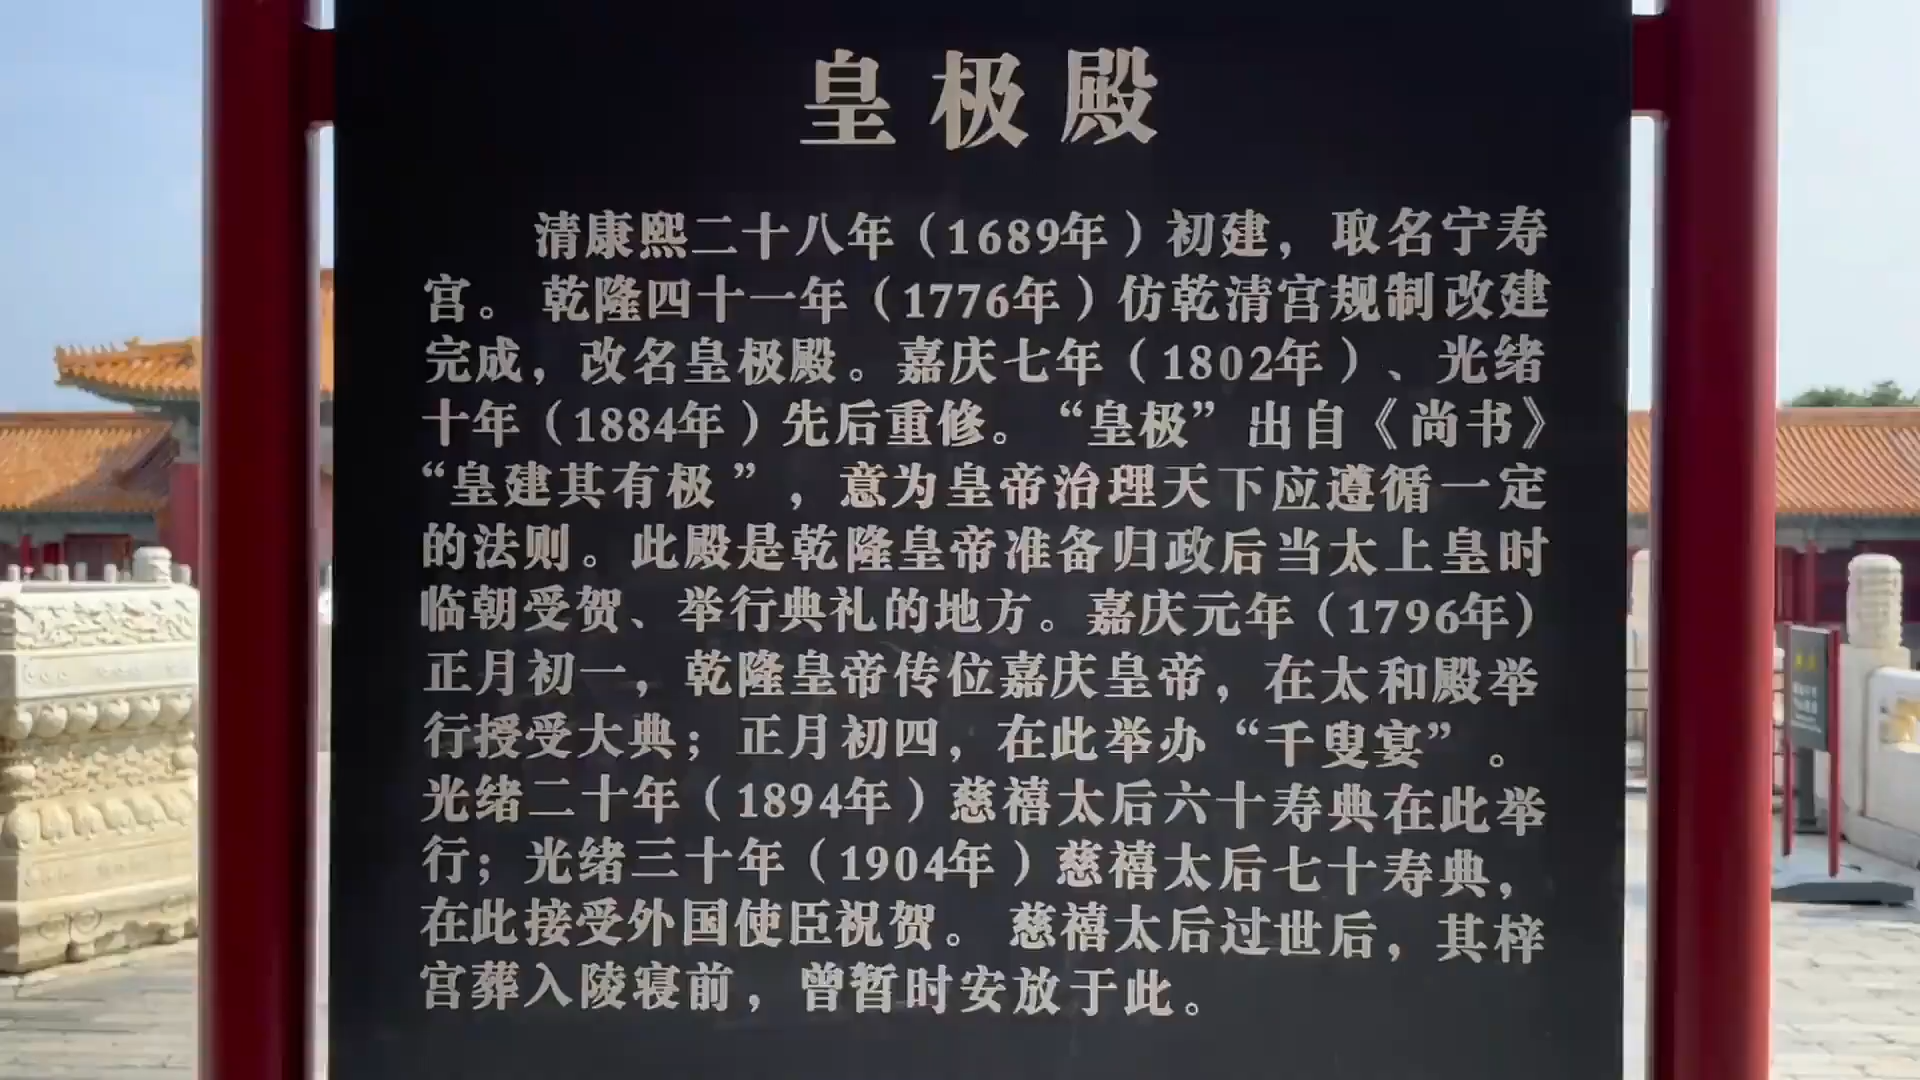 皇极殿
清康熙二十八年（1689年）初建，取名宁寿
宫。乾隆四十一年（1776年）仿乾清宫规制改建
完成，改名皇极殿。嘉庆七年（1802年）、光绪
十年（1884年）先后重修。“皇极”出自《尚书》
“皇建其有极”，意为皇帝治理天下应遵循一定
的法则。此殿是乾隆皇帝准备归政后当太上皇时
临朝受贺、举行典礼的地方。嘉庆元年（1796年）
正月初一，乾隆皇帝传位嘉庆皇帝，在太和殿举
行授受大典；正月初四，在此举办“千叟宴”。
光绪二十年（1894年）慈禧太后六十寿典在此举
行；光绪三十年（1904年）慈禧太后七十寿典，
在此接受外国使臣祝贺。慈禧太后过世后，其梓
宫葬入陵寝前，曾暂时安放于此。